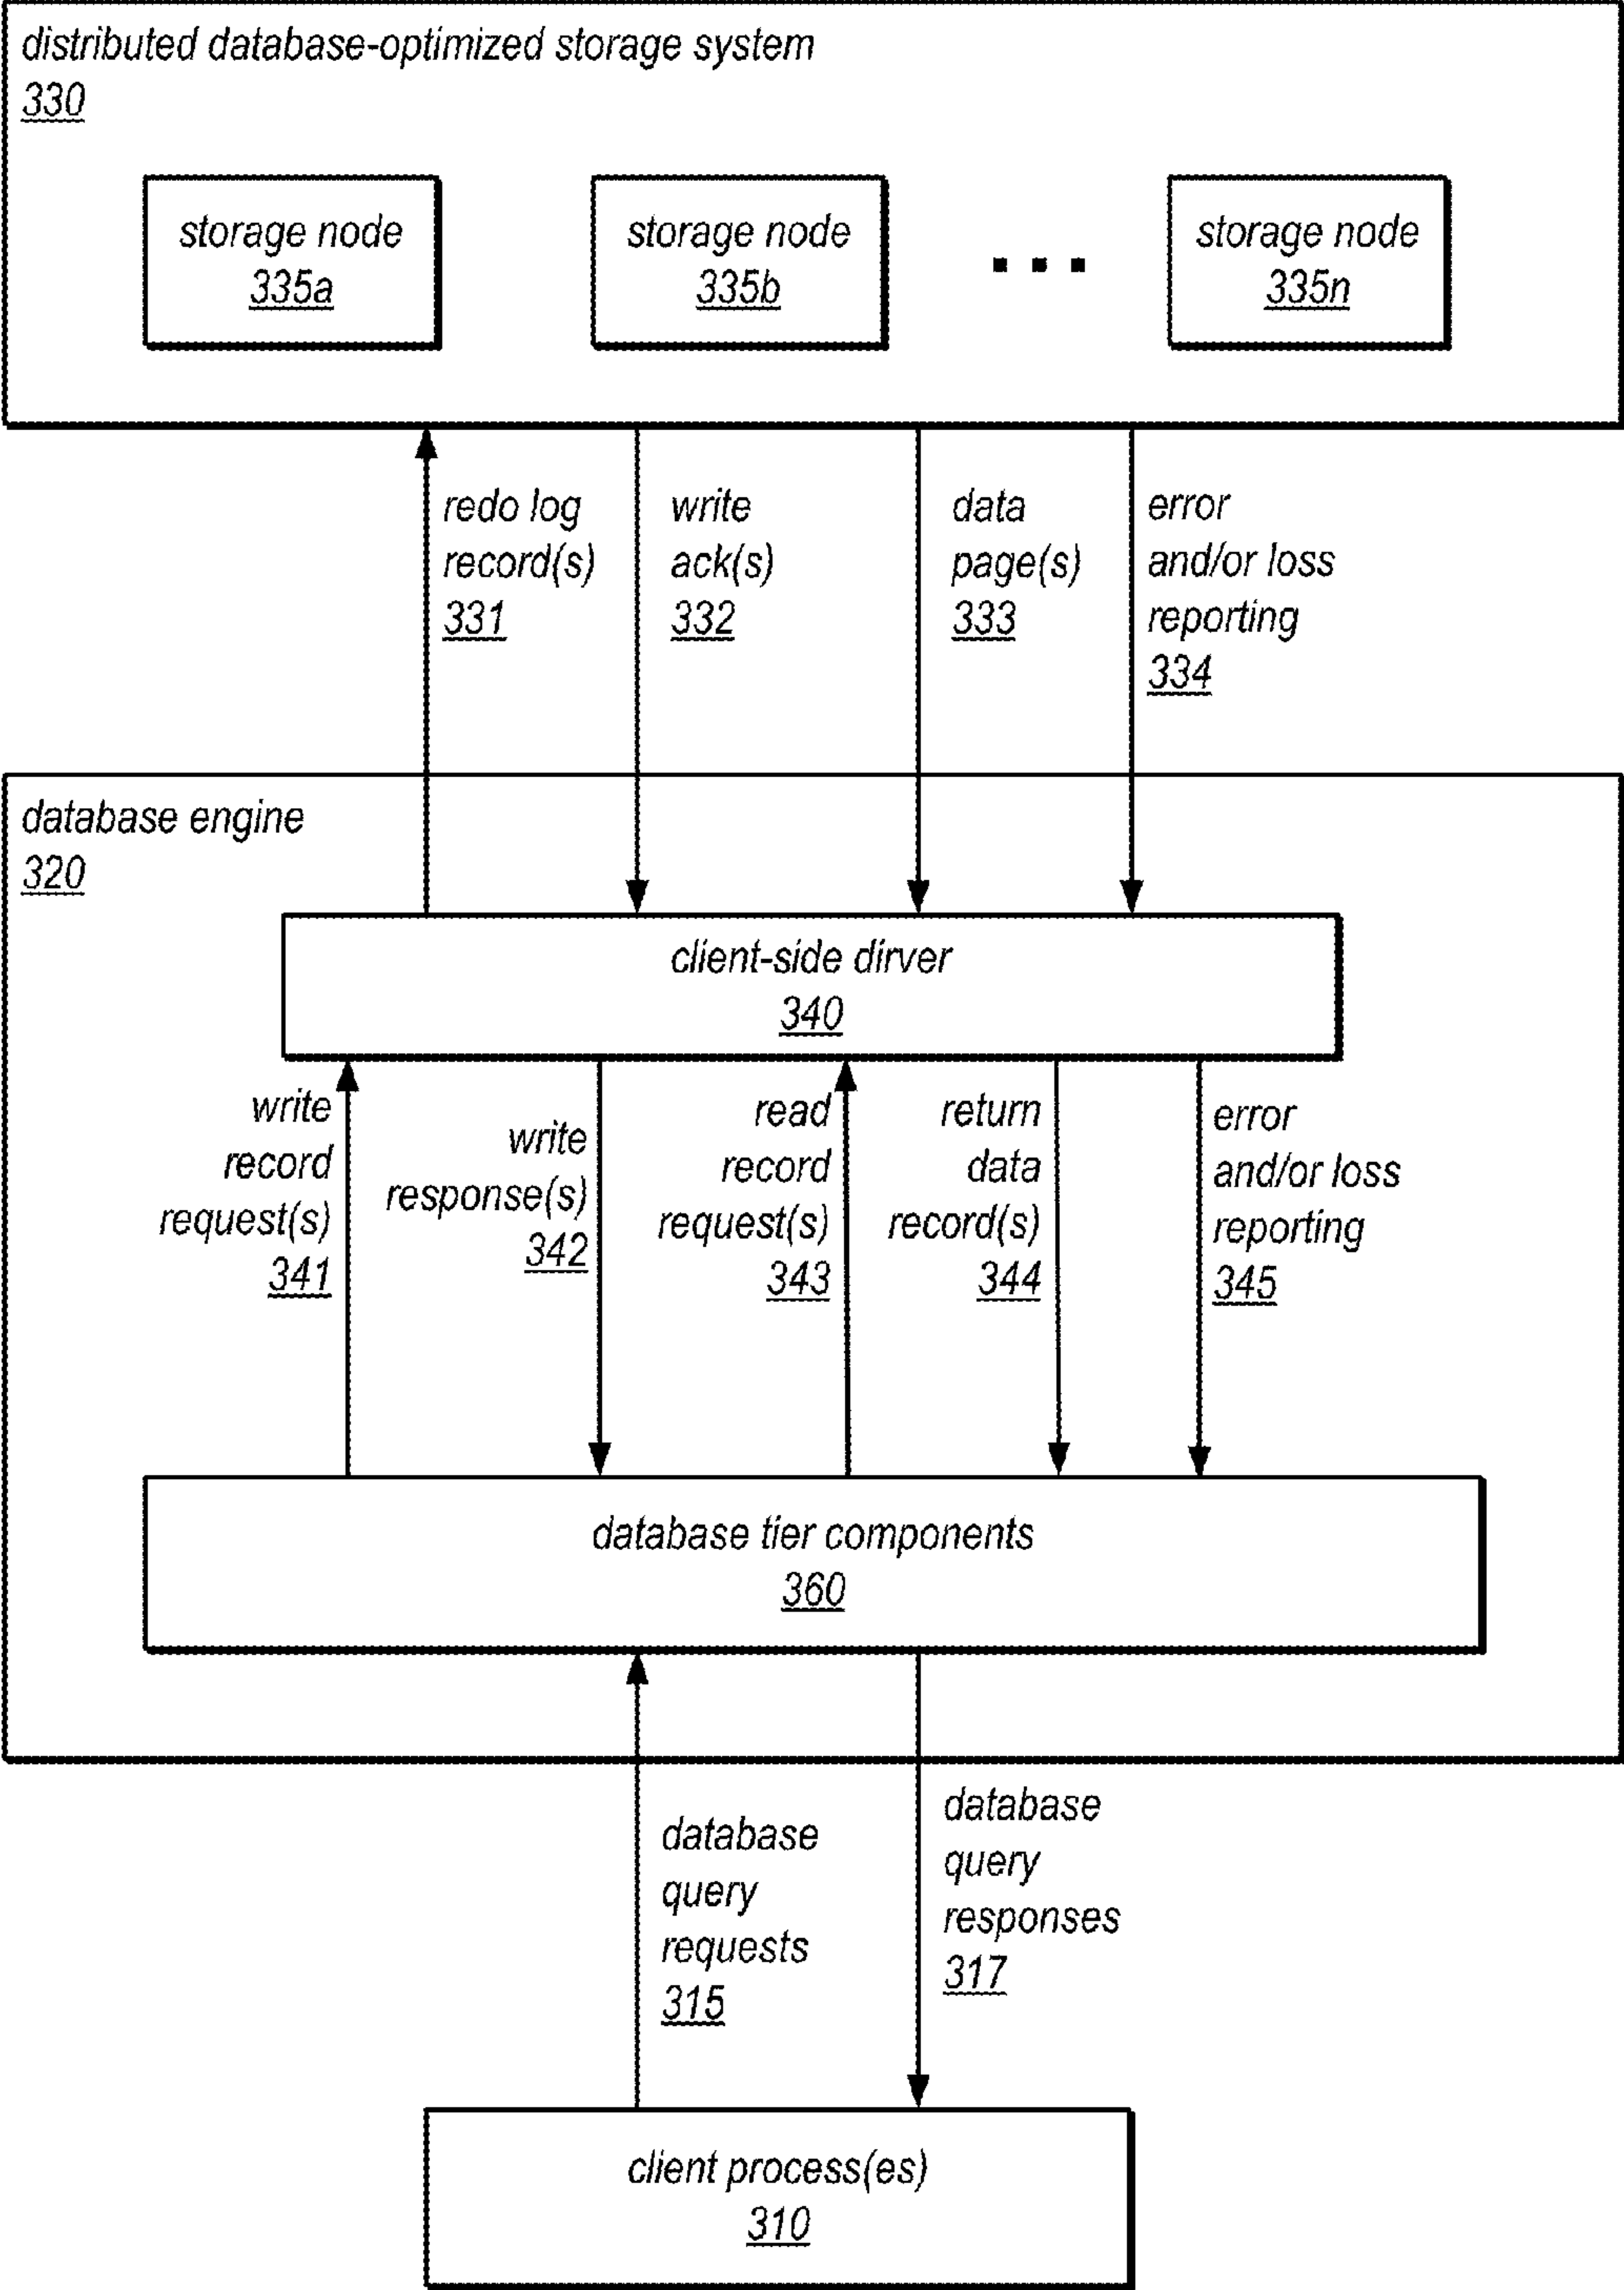 distributed database-optimized storage system
330
storage node
335a
storage node
335b
storage node
335n
redo log
record(s)
331
write
ack(s)
332
data
page(s)
333
error
and/or loss
reporting
334
database engine
320
client-side dirver
340
write
record
request(s)
341
write
response(s)
342
read
record
request(s)
343
return
data
record(s)
344
error
and/or loss
reporting
345
database tier components
360
database
query
requests
315
database
query
responses
317
client process(es)
310